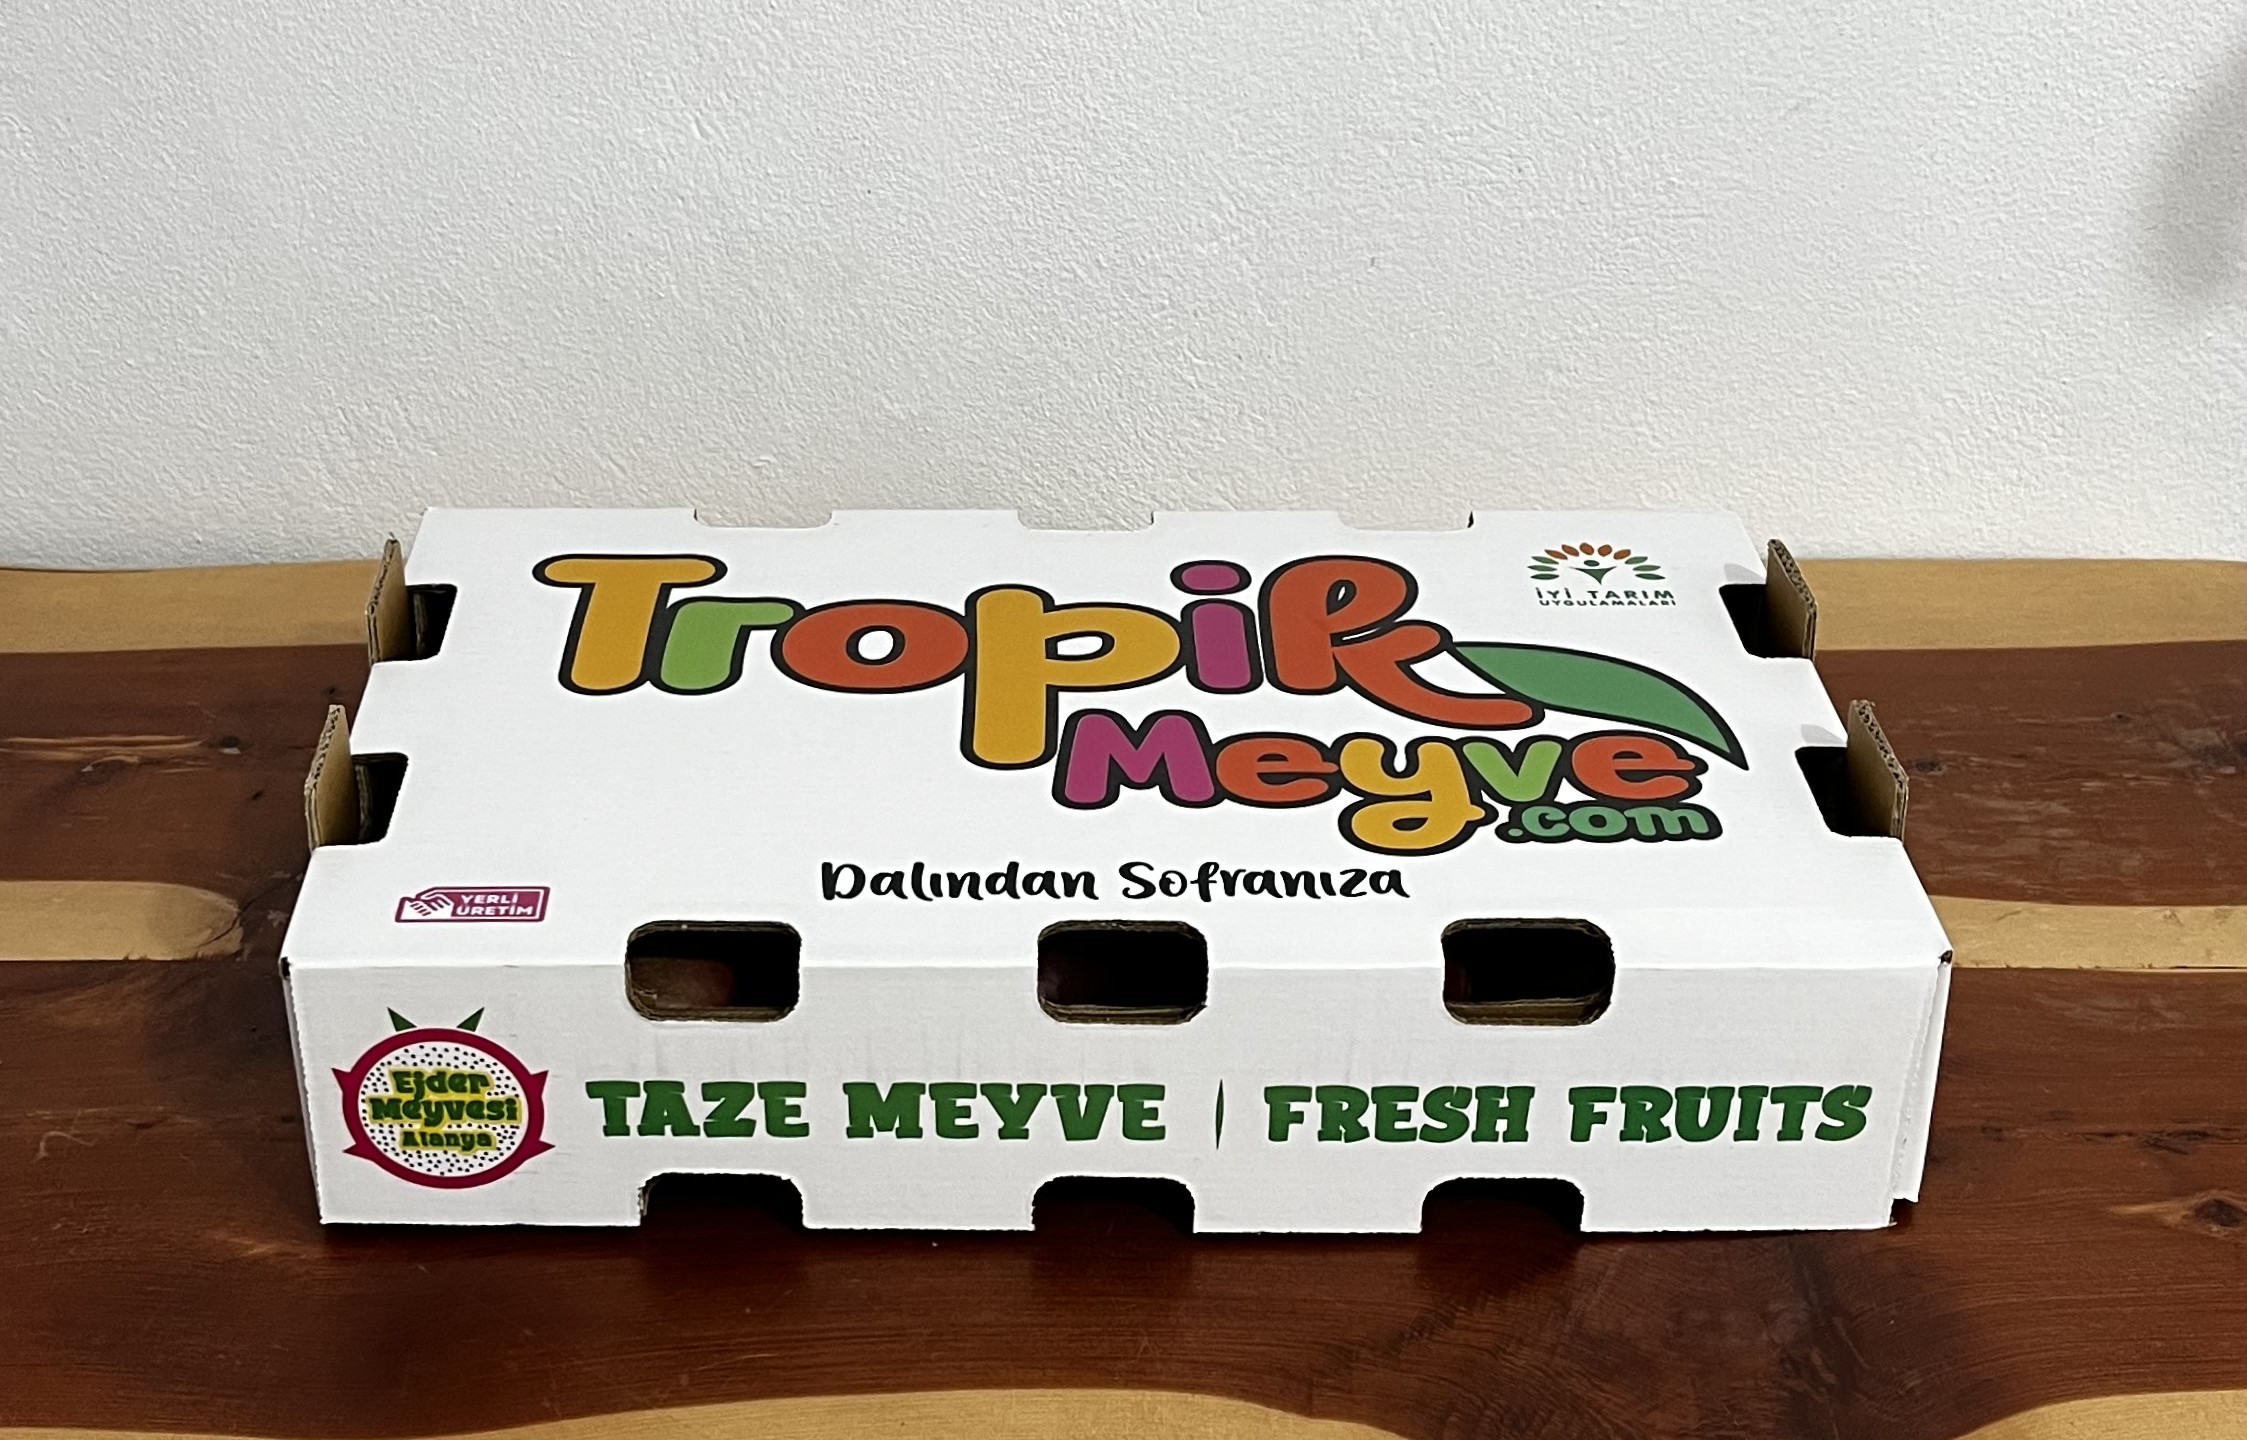 Tropik
Meyve
.com
İYİ TARIM
UYGULAMALARI
Dalından Sofranıza
YERLİ
ÜRETİM
Ejder
Meyvesi
Alanya
TAZE MEYVE | FRESH FRUITS